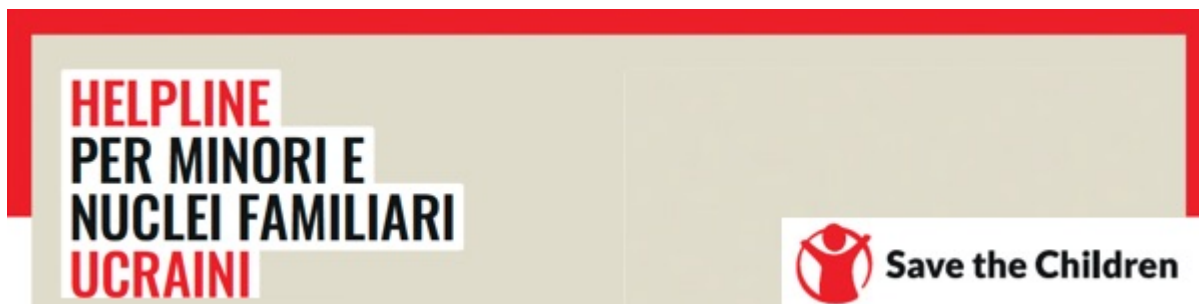 HELPLINE
PER MINORI E
NUCLEI FAMILIARI
UCRAINI
Save the Children